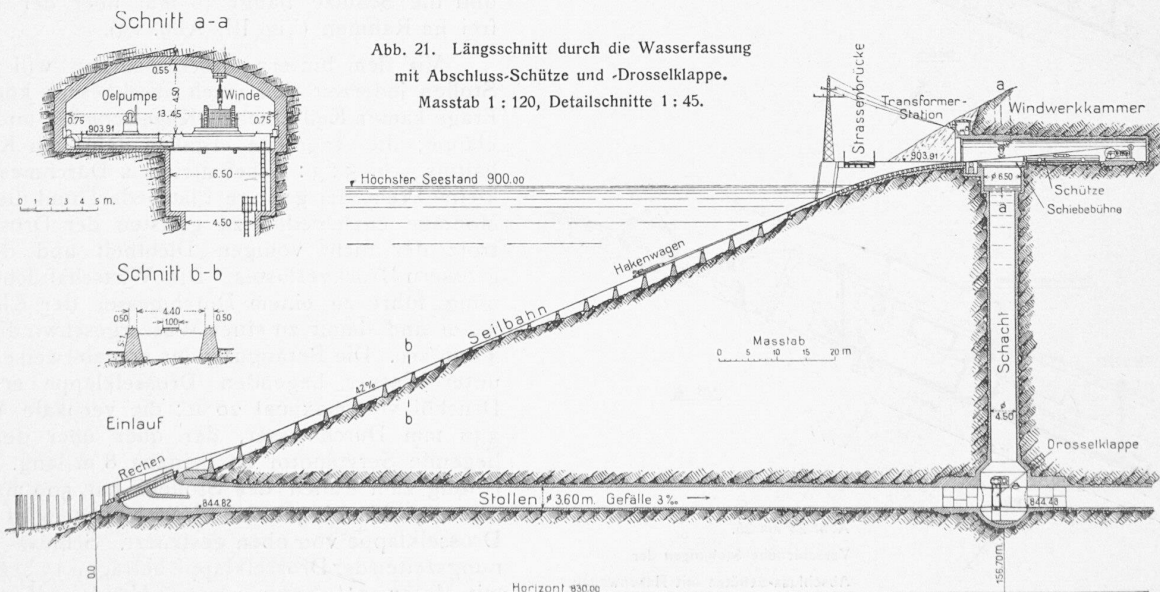 Schnitt a-a
Abb. 21. Längsschnitt durch die Wasserfassung
mit Abschluss-Schütze und -Drosselklappe.
Masstab 1 : 120, Detailschnitte 1 : 45.
0.55
4.50
Oelpumpe
Winde
0.75
13.45
0.75
903.91
6.50
4.50
0 1 2 3 4 5 m.
Strassenbrücke
Transformer-
Station
a
Windwerkkammer
903.91
ø 6.50
a
Schütze
Schiebebühne
Höchster Seestand 900.00
Hakenwagen
Seilbahn
42%
Masstab
0 5 10 15 20 m
Schacht
ø
4.50
Drosselklappe
Schnitt b-b
0.50
4.40
0.50
1.00
b
b
Einlauf
Rechen
844.82
Stollen ø 3.60 m. Gefälle 3‰
844.40
0.0
Horizont 830.00
156.70 m